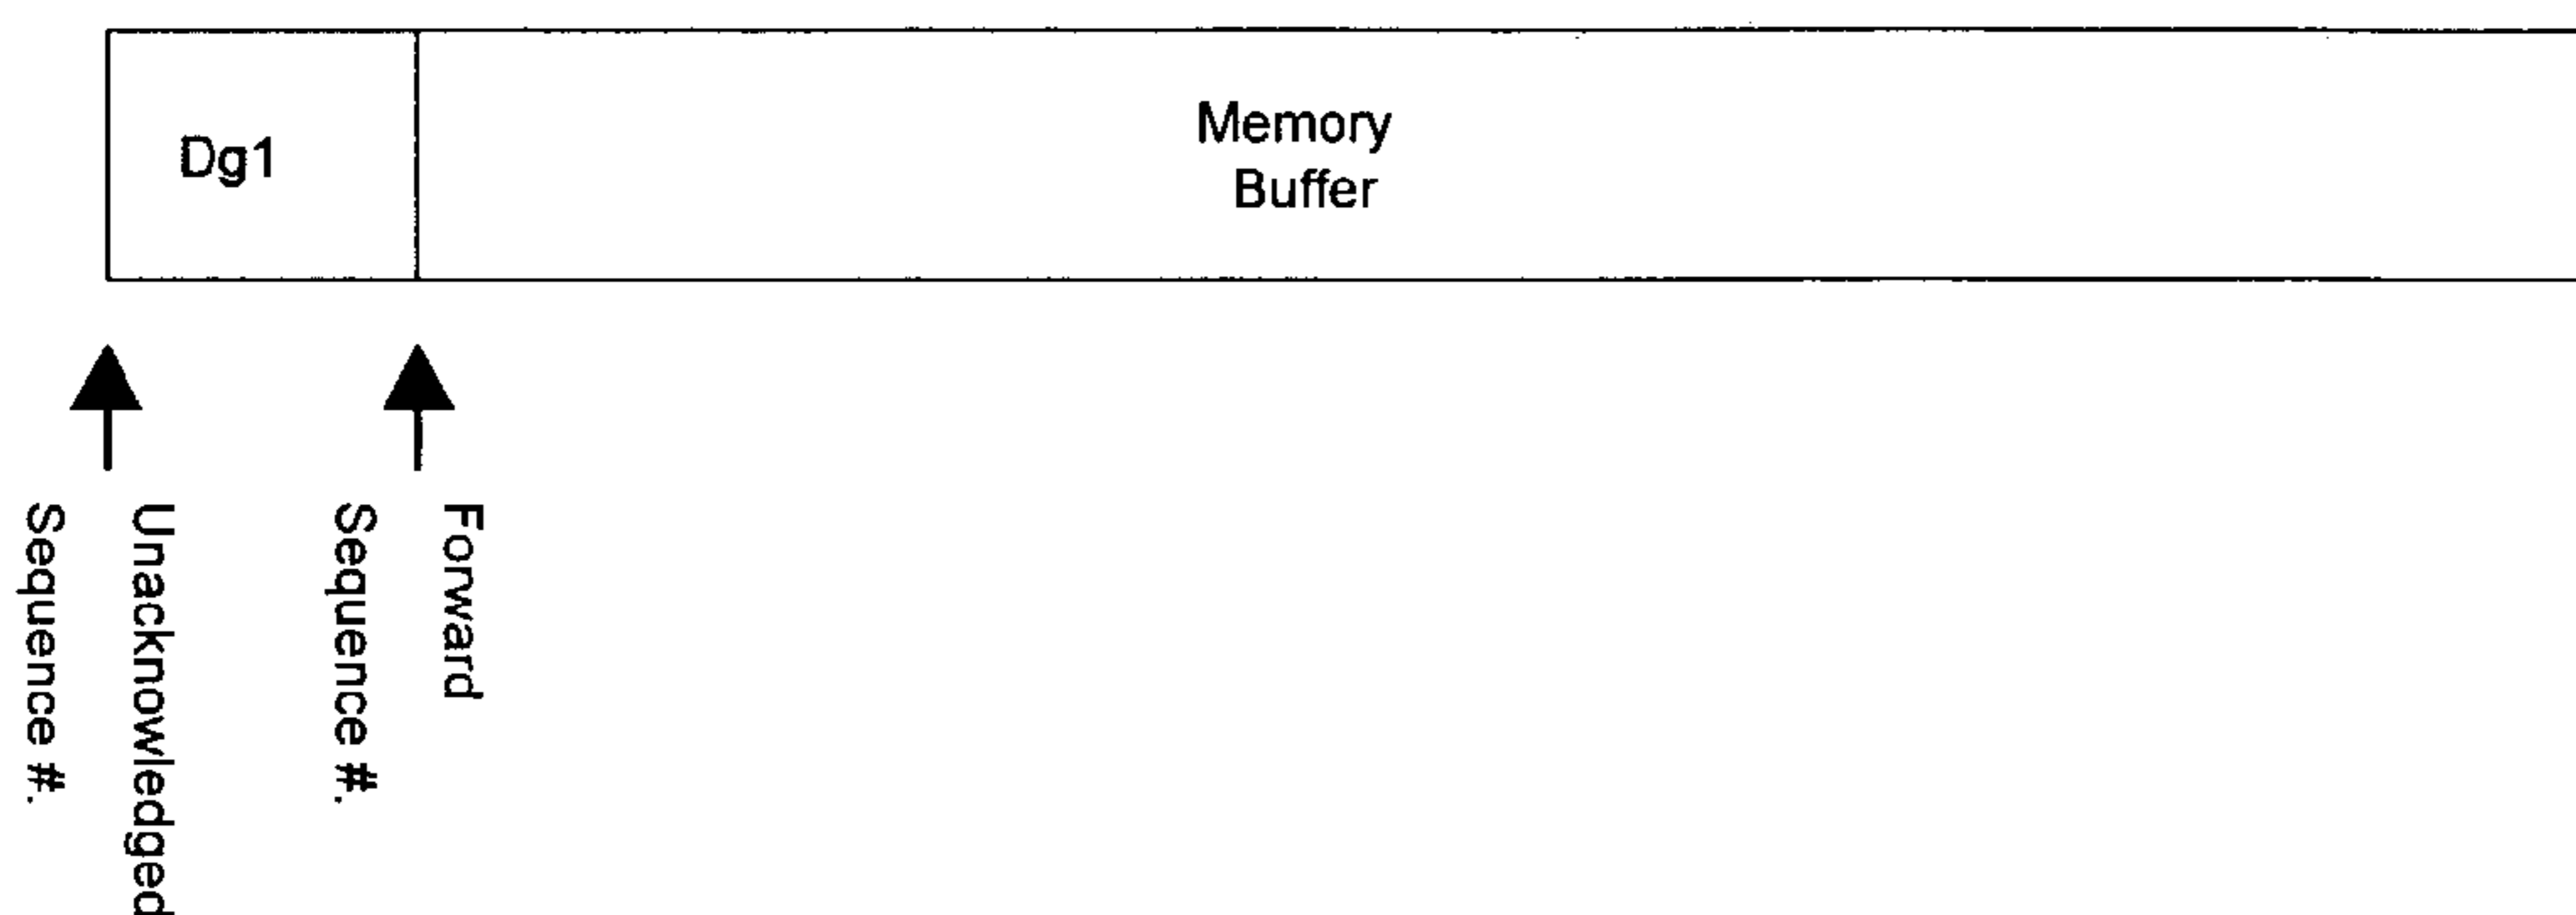 Dg1
Memory
Buffer
Unacknowledged
Sequence #.
Forward
Sequence #.